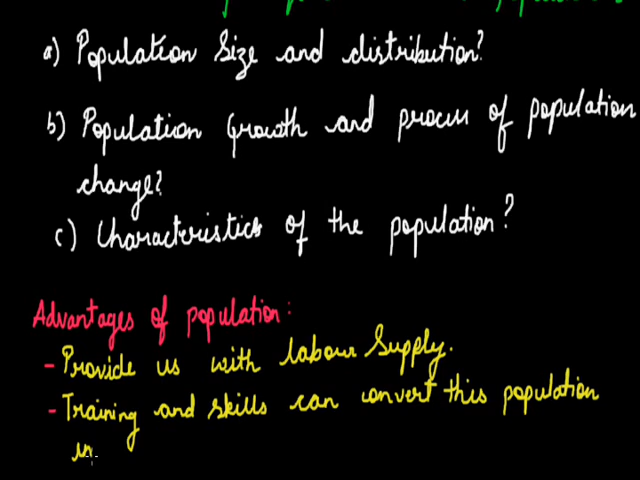 a) Population Size and distribution?
b) Population Growth and process of population
change?
c) Characteristics of the population?
Advantages of population:
- Provide us with labour Supply.
- Training and skills can convert this population
in